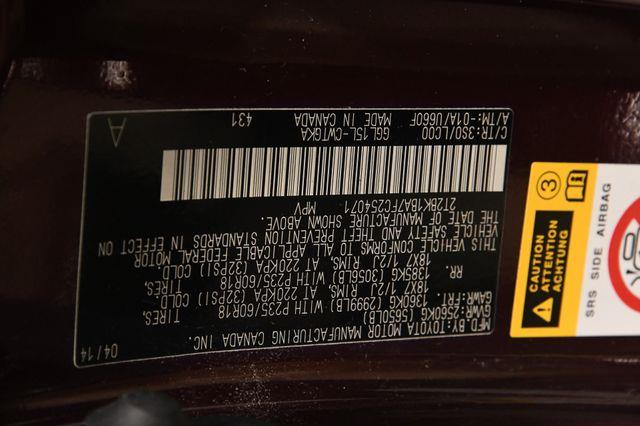 MFD.BY:TOYOTA MOTOR MANUFACTURING CANADA INC. 04/14
GVWR:2560KG(5650LB)
GAWR:FRT. 1360KG(2999LB)WITH P235/60R18 TIRES.
18X7 1/2J RIMS, AT 220KPA(32PSI) COLD
RR. 1385KG(3056LB)WITH P235/60R18 TIRES.
18X7 1/2J RIMS, AT 220KPA(32PSI) COLD
THIS VEHICLE CONFORMS TO ALL APPLICABLE FEDERAL MOTOR
VEHICLE SAFETY AND THEFT PREVENTION STANDARDS IN EFFECT ON
THE DATE OF MANUFACTURE SHOWN ABOVE.
2T2BK1BA7FC254071 MPV
C/TR:3S0/LC00 GGL15L-CWTGKA 431
A/TM:-01A/U660F MADE IN CANADA A
3
CAUTION
ATTENTION
ACHTUNG
SRS SIDE AIRBAG